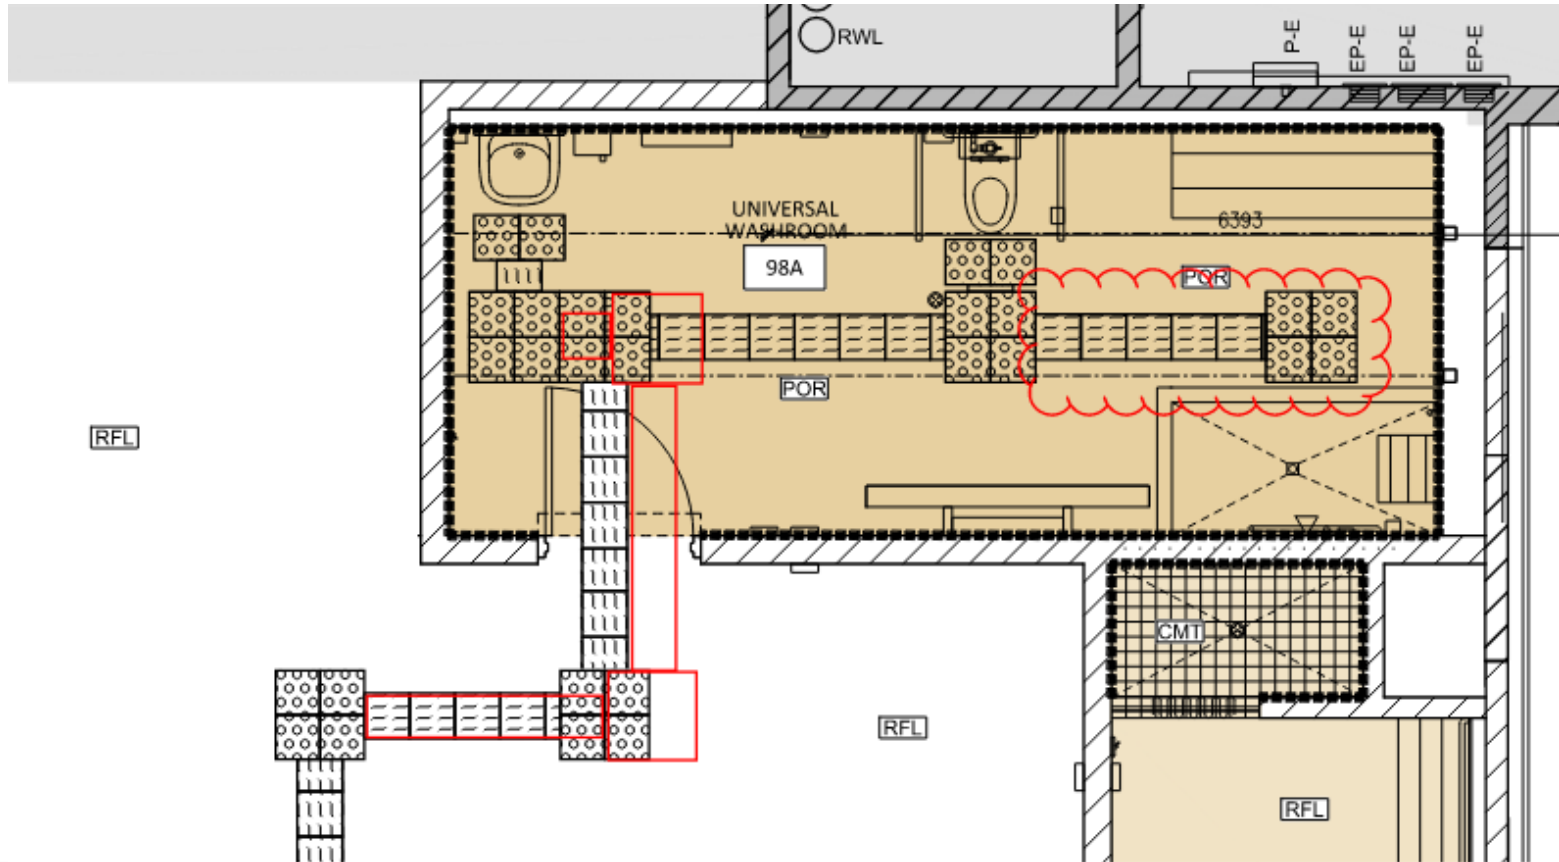 RWL
P-E
EP-E
EP-E
EP-E
UNIVERSAL
WASHROOM
98A
6393
POR
POR
RFL
CMT
RFL
RFL